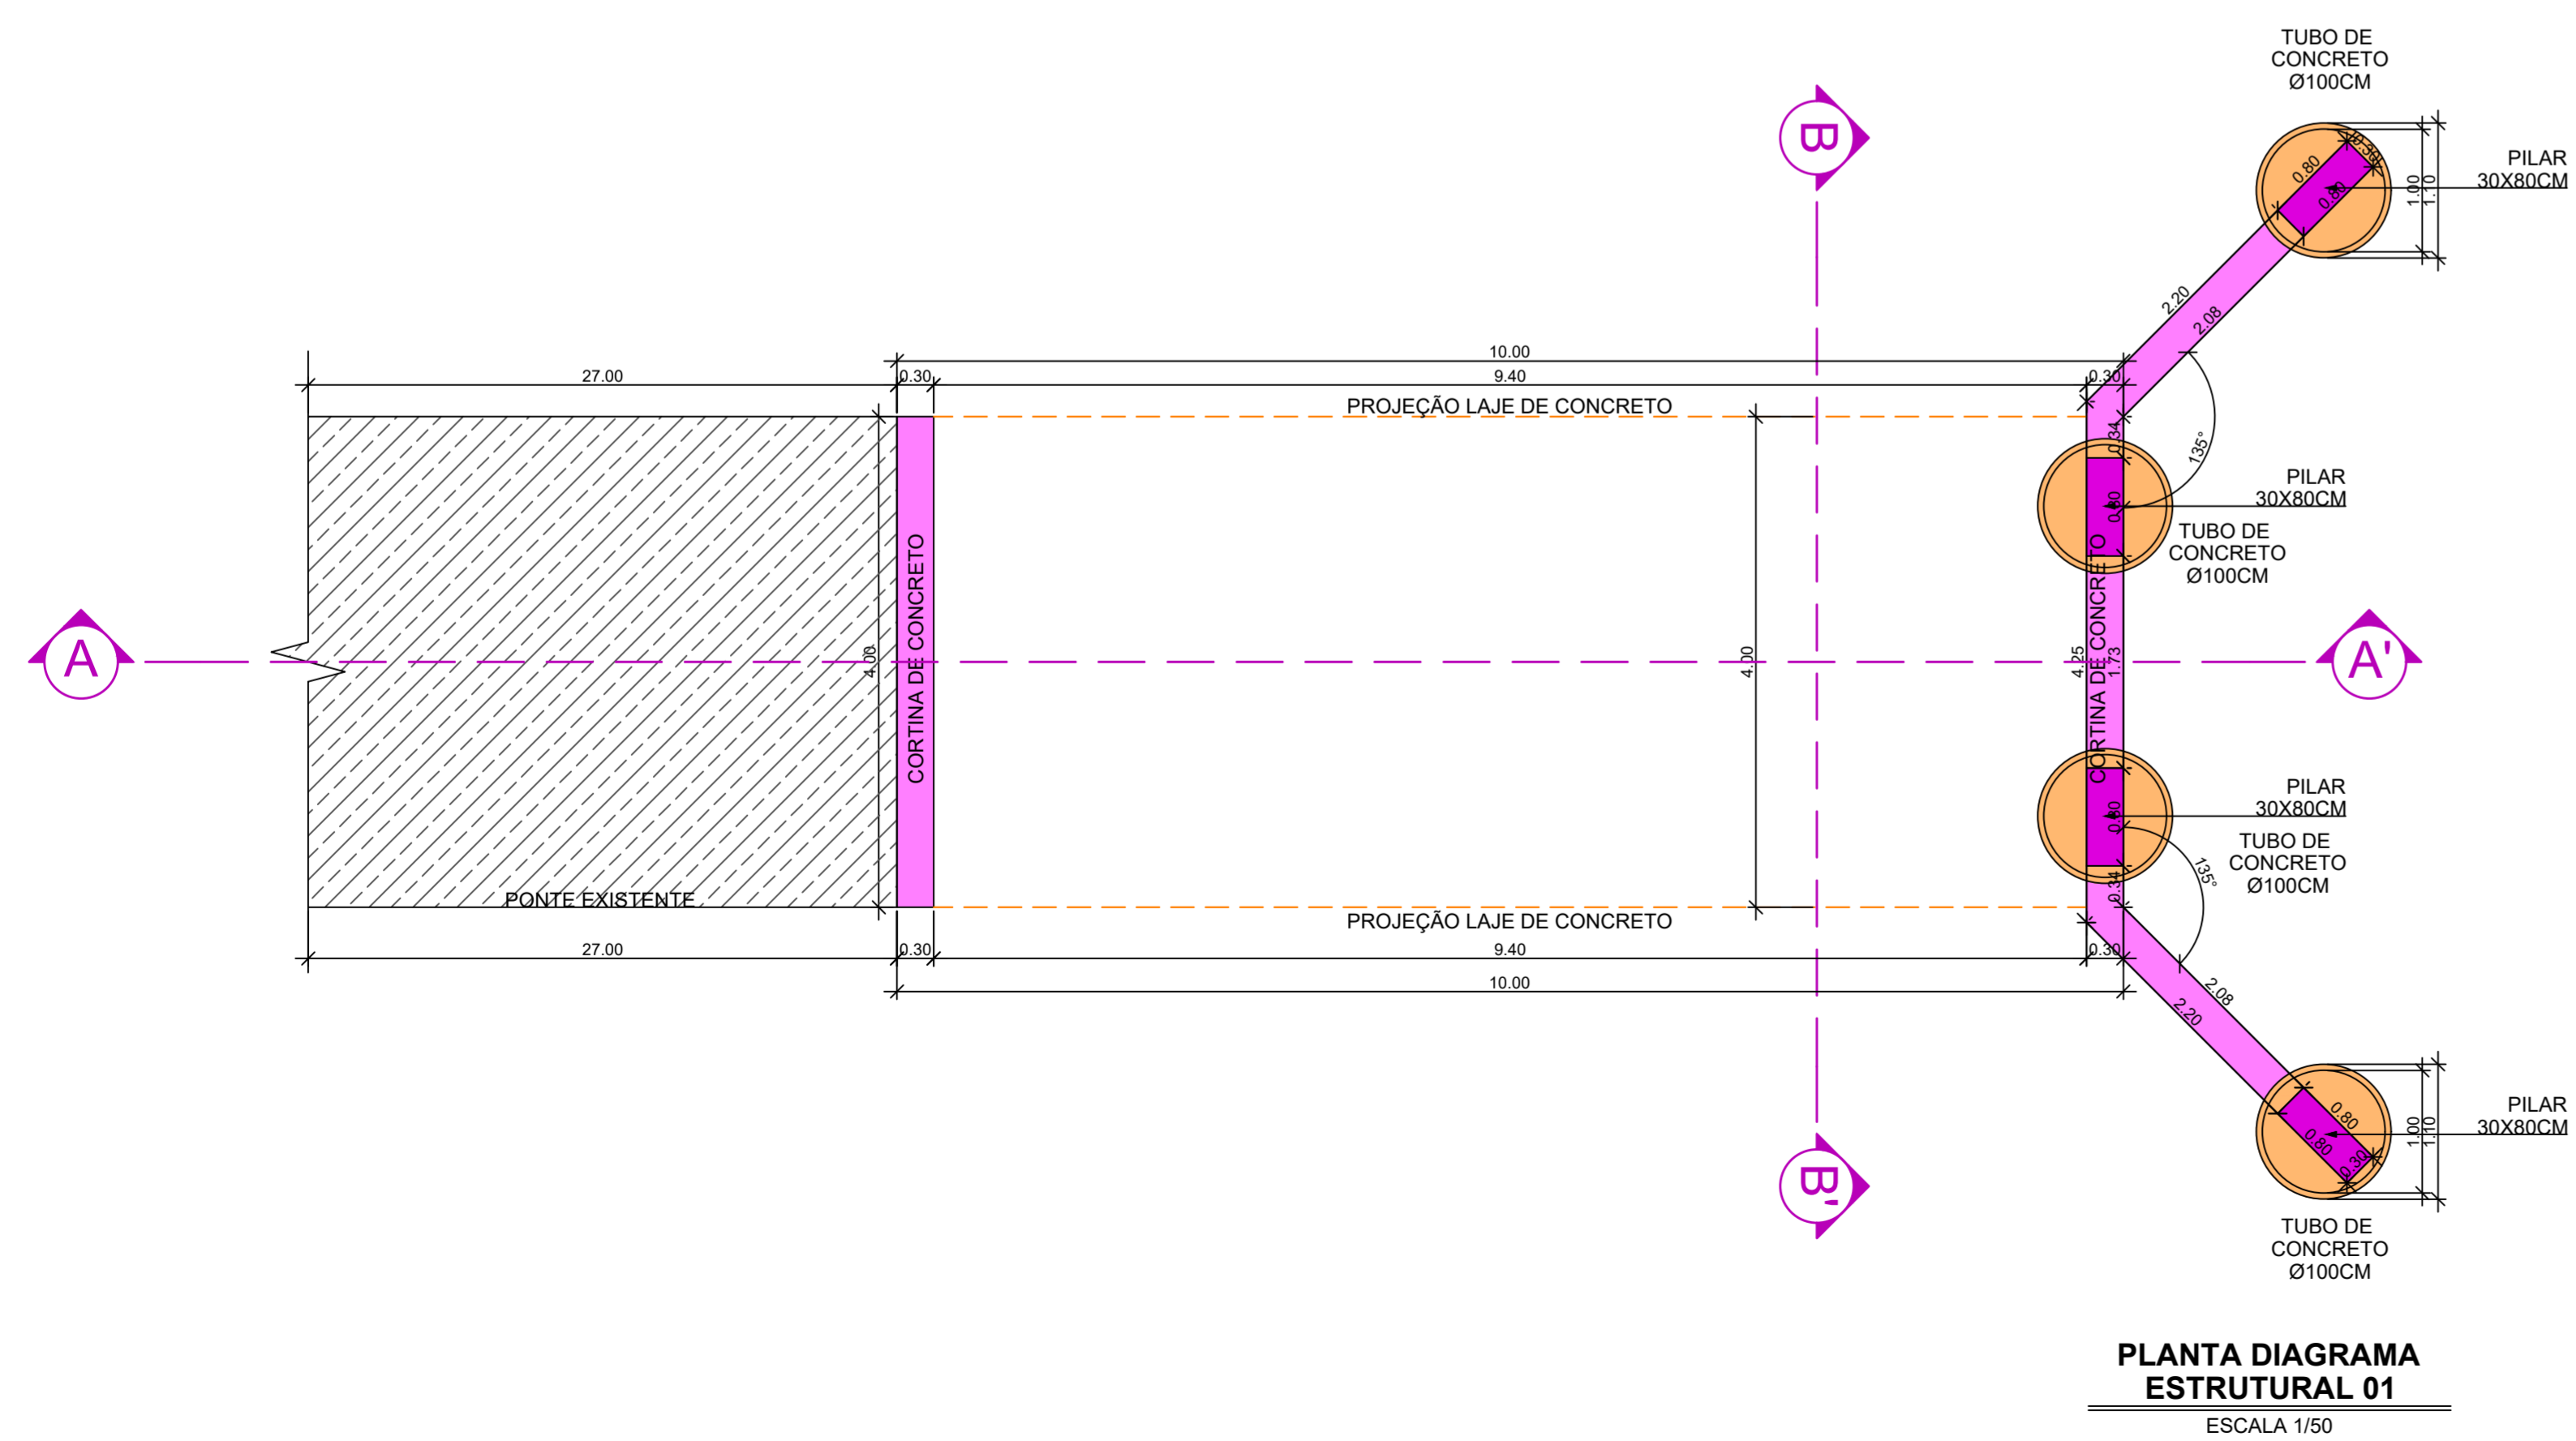 TUBO DE
CONCRETO
Ø100CM
B
0.30
0.80
0.80
1.00
1.10
PILAR
30X80CM
2.20
2.08
10.00
27.00
0.30
9.40
0.30
PROJEÇÃO LAJE DE CONCRETO
0.34
135°
PILAR
30X80CM
0.80
TUBO DE
CONCRETO
Ø100CM
A
4.00
CORTINA DE CONCRETO
4.00
4.25
CORTINA DE CONCRETO
1.73
A'
PILAR
30X80CM
0.80
TUBO DE
CONCRETO
Ø100CM
135°
0.34
PONTE EXISTENTE
PROJEÇÃO LAJE DE CONCRETO
27.00
0.30
9.40
0.30
10.00
2.08
2.20
0.80
0.80
0.30
1.00
1.10
PILAR
30X80CM
B'
TUBO DE
CONCRETO
Ø100CM
PLANTA DIAGRAMA
ESTRUTURAL 01
ESCALA 1/50